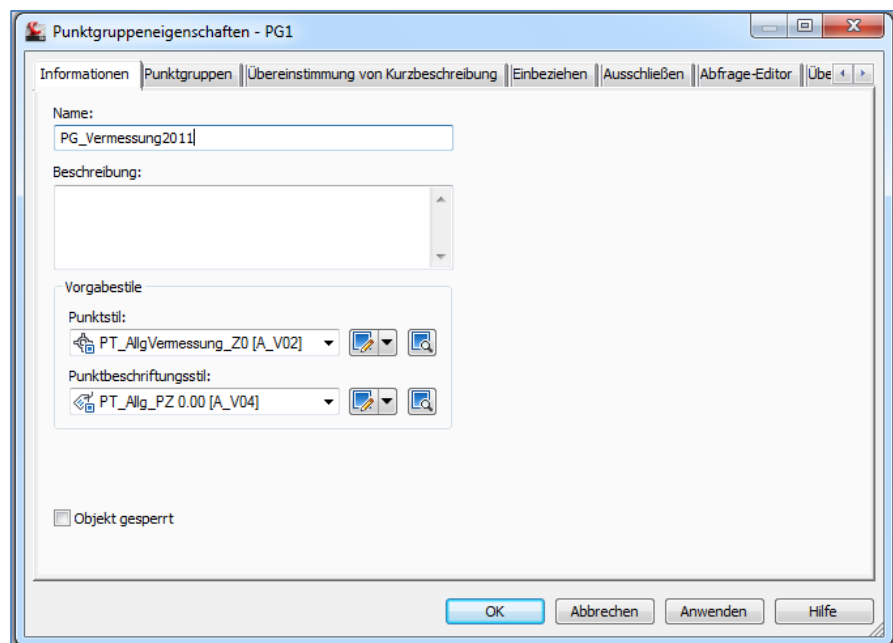 Punktgruppeneigenschaften - PG1
Informationen Punktgruppen Übereinstimmung von Kurzbeschreibung Einbeziehen Ausschließen Abfrage-Editor Übe
Name:
PG_Vermessung2011
Beschreibung:
Vorgabestile
Punktstil:
PT_AllgVermessung_Z0 [A_V02]
Punktbeschriftungsstil:
PT_Allg_PZ 0.00 [A_V04]
Objekt gesperrt
OK Abbrechen Anwenden Hilfe